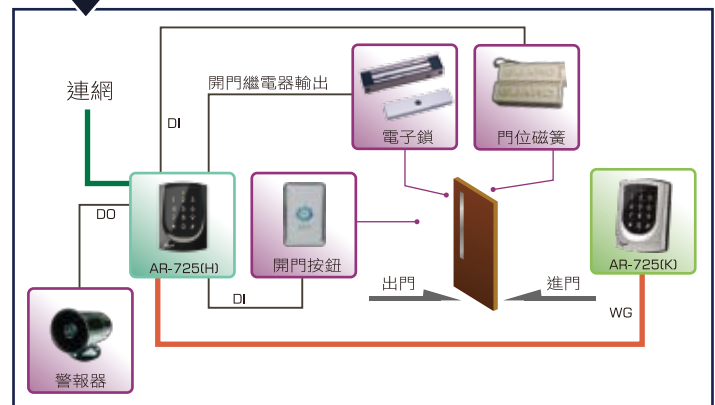 連網
DI
開門繼電器輸出
電子鎖
門位磁簧
DO
AR-725(H)
開門按鈕
AR-725(K)
DI
出門
進門
WG
警報器